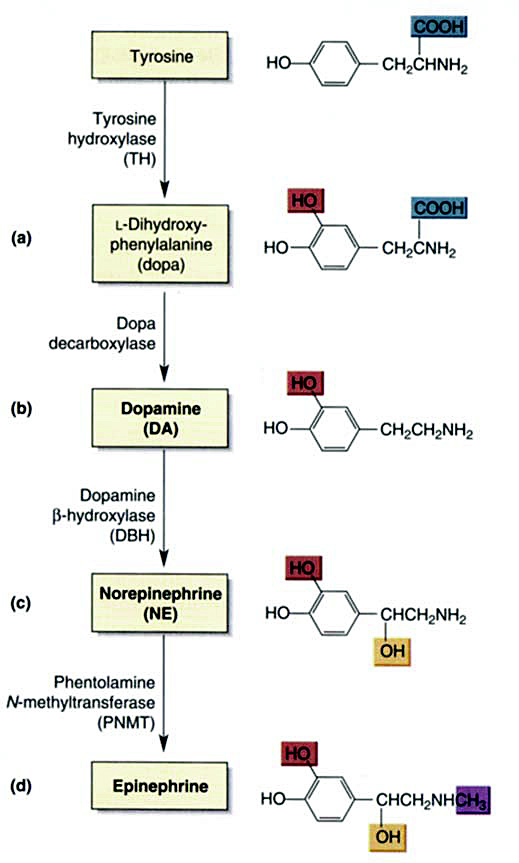 Tyrosine
COOH
HO
CH₂CHNH₂
Tyrosine
hydroxylase
(TH)
(a)
L-Dihydroxy-
phenylalanine
(dopa)
HO
COOH
HO
CH₂CNH₂
Dopa
decarboxylase
(b)
Dopamine
(DA)
HO
HO
CH₂CH₂NH₂
Dopamine
β-hydroxylase
(DBH)
(c)
Norepinephrine
(NE)
HO
HO
CHCH₂NH₂
OH
Phentolamine
N-methyltransferase
(PNMT)
(d)
Epinephrine
HO
HO
CHCH₂NHCH₃
OH